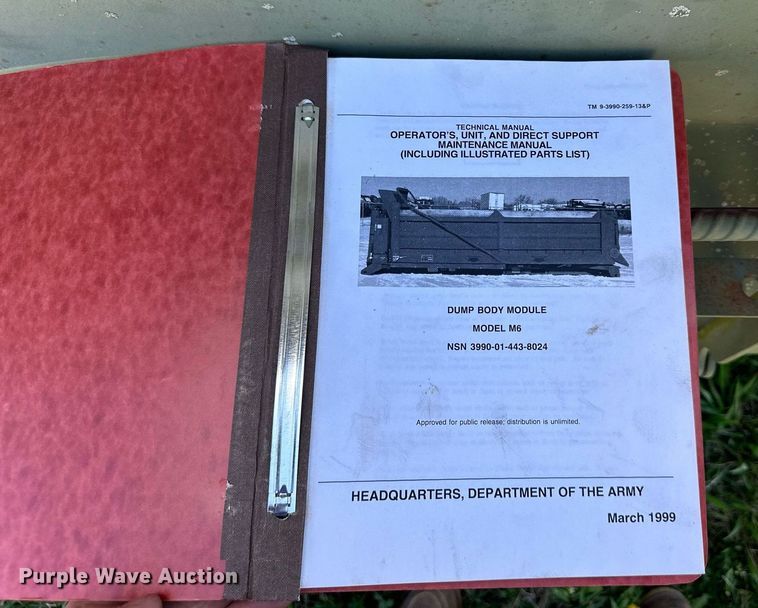 TM 9-3990-259-13&P
TECHNICAL MANUAL
OPERATOR'S, UNIT, AND DIRECT SUPPORT
MAINTENANCE MANUAL
(INCLUDING ILLUSTRATED PARTS LIST)
DUMP BODY MODULE
MODEL M6
NSN 3990-01-443-8024
Approved for public release; distribution is unlimited.
HEADQUARTERS, DEPARTMENT OF THE ARMY
March 1999
Purple Wave Auction